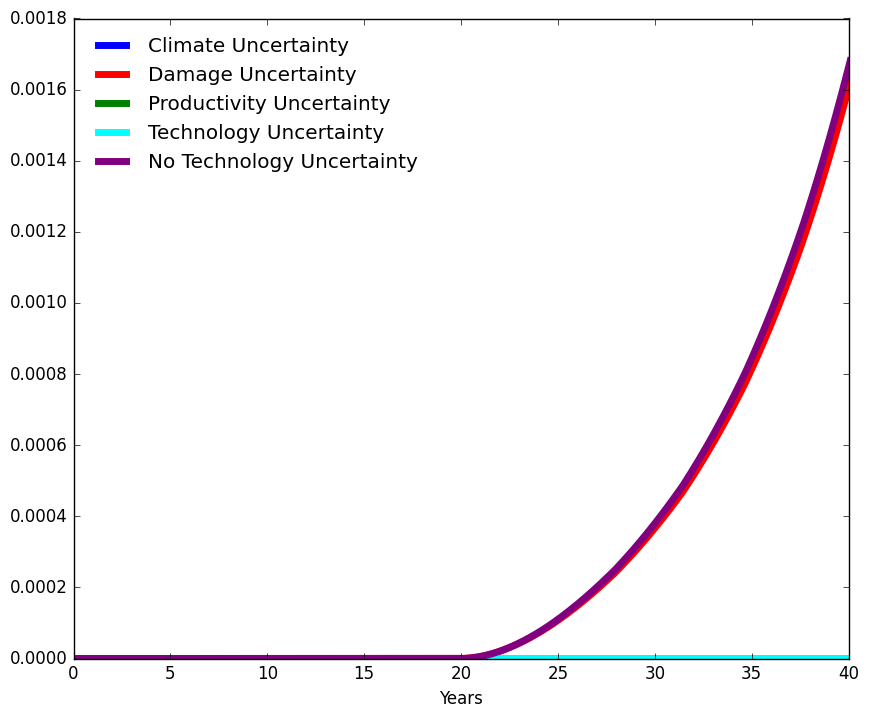 0.0018
0.0016
0.0014
0.0012
0.0010
0.0008
0.0006
0.0004
0.0002
0.0000
Climate Uncertainty
Damage Uncertainty
Productivity Uncertainty
Technology Uncertainty
No Technology Uncertainty
0 5 10 15 20 25 30 35 40
Years